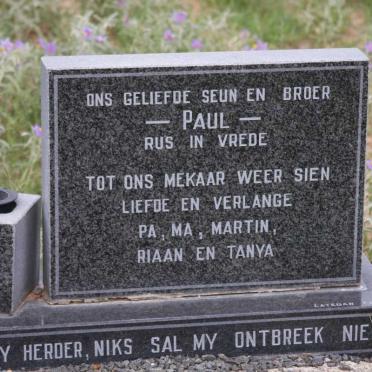 ONS GELIEFDE SEUN EN BROER
— PAUL —
RUS IN VREDE
TOT ONS MEKAAR WEER SIEN
LIEFDE EN VERLANGE
PA, MA, MARTIN,
RIAAN EN TANYA
LATEGAN
Y HERDER, NIKS SAL MY ONTBREEK NIE